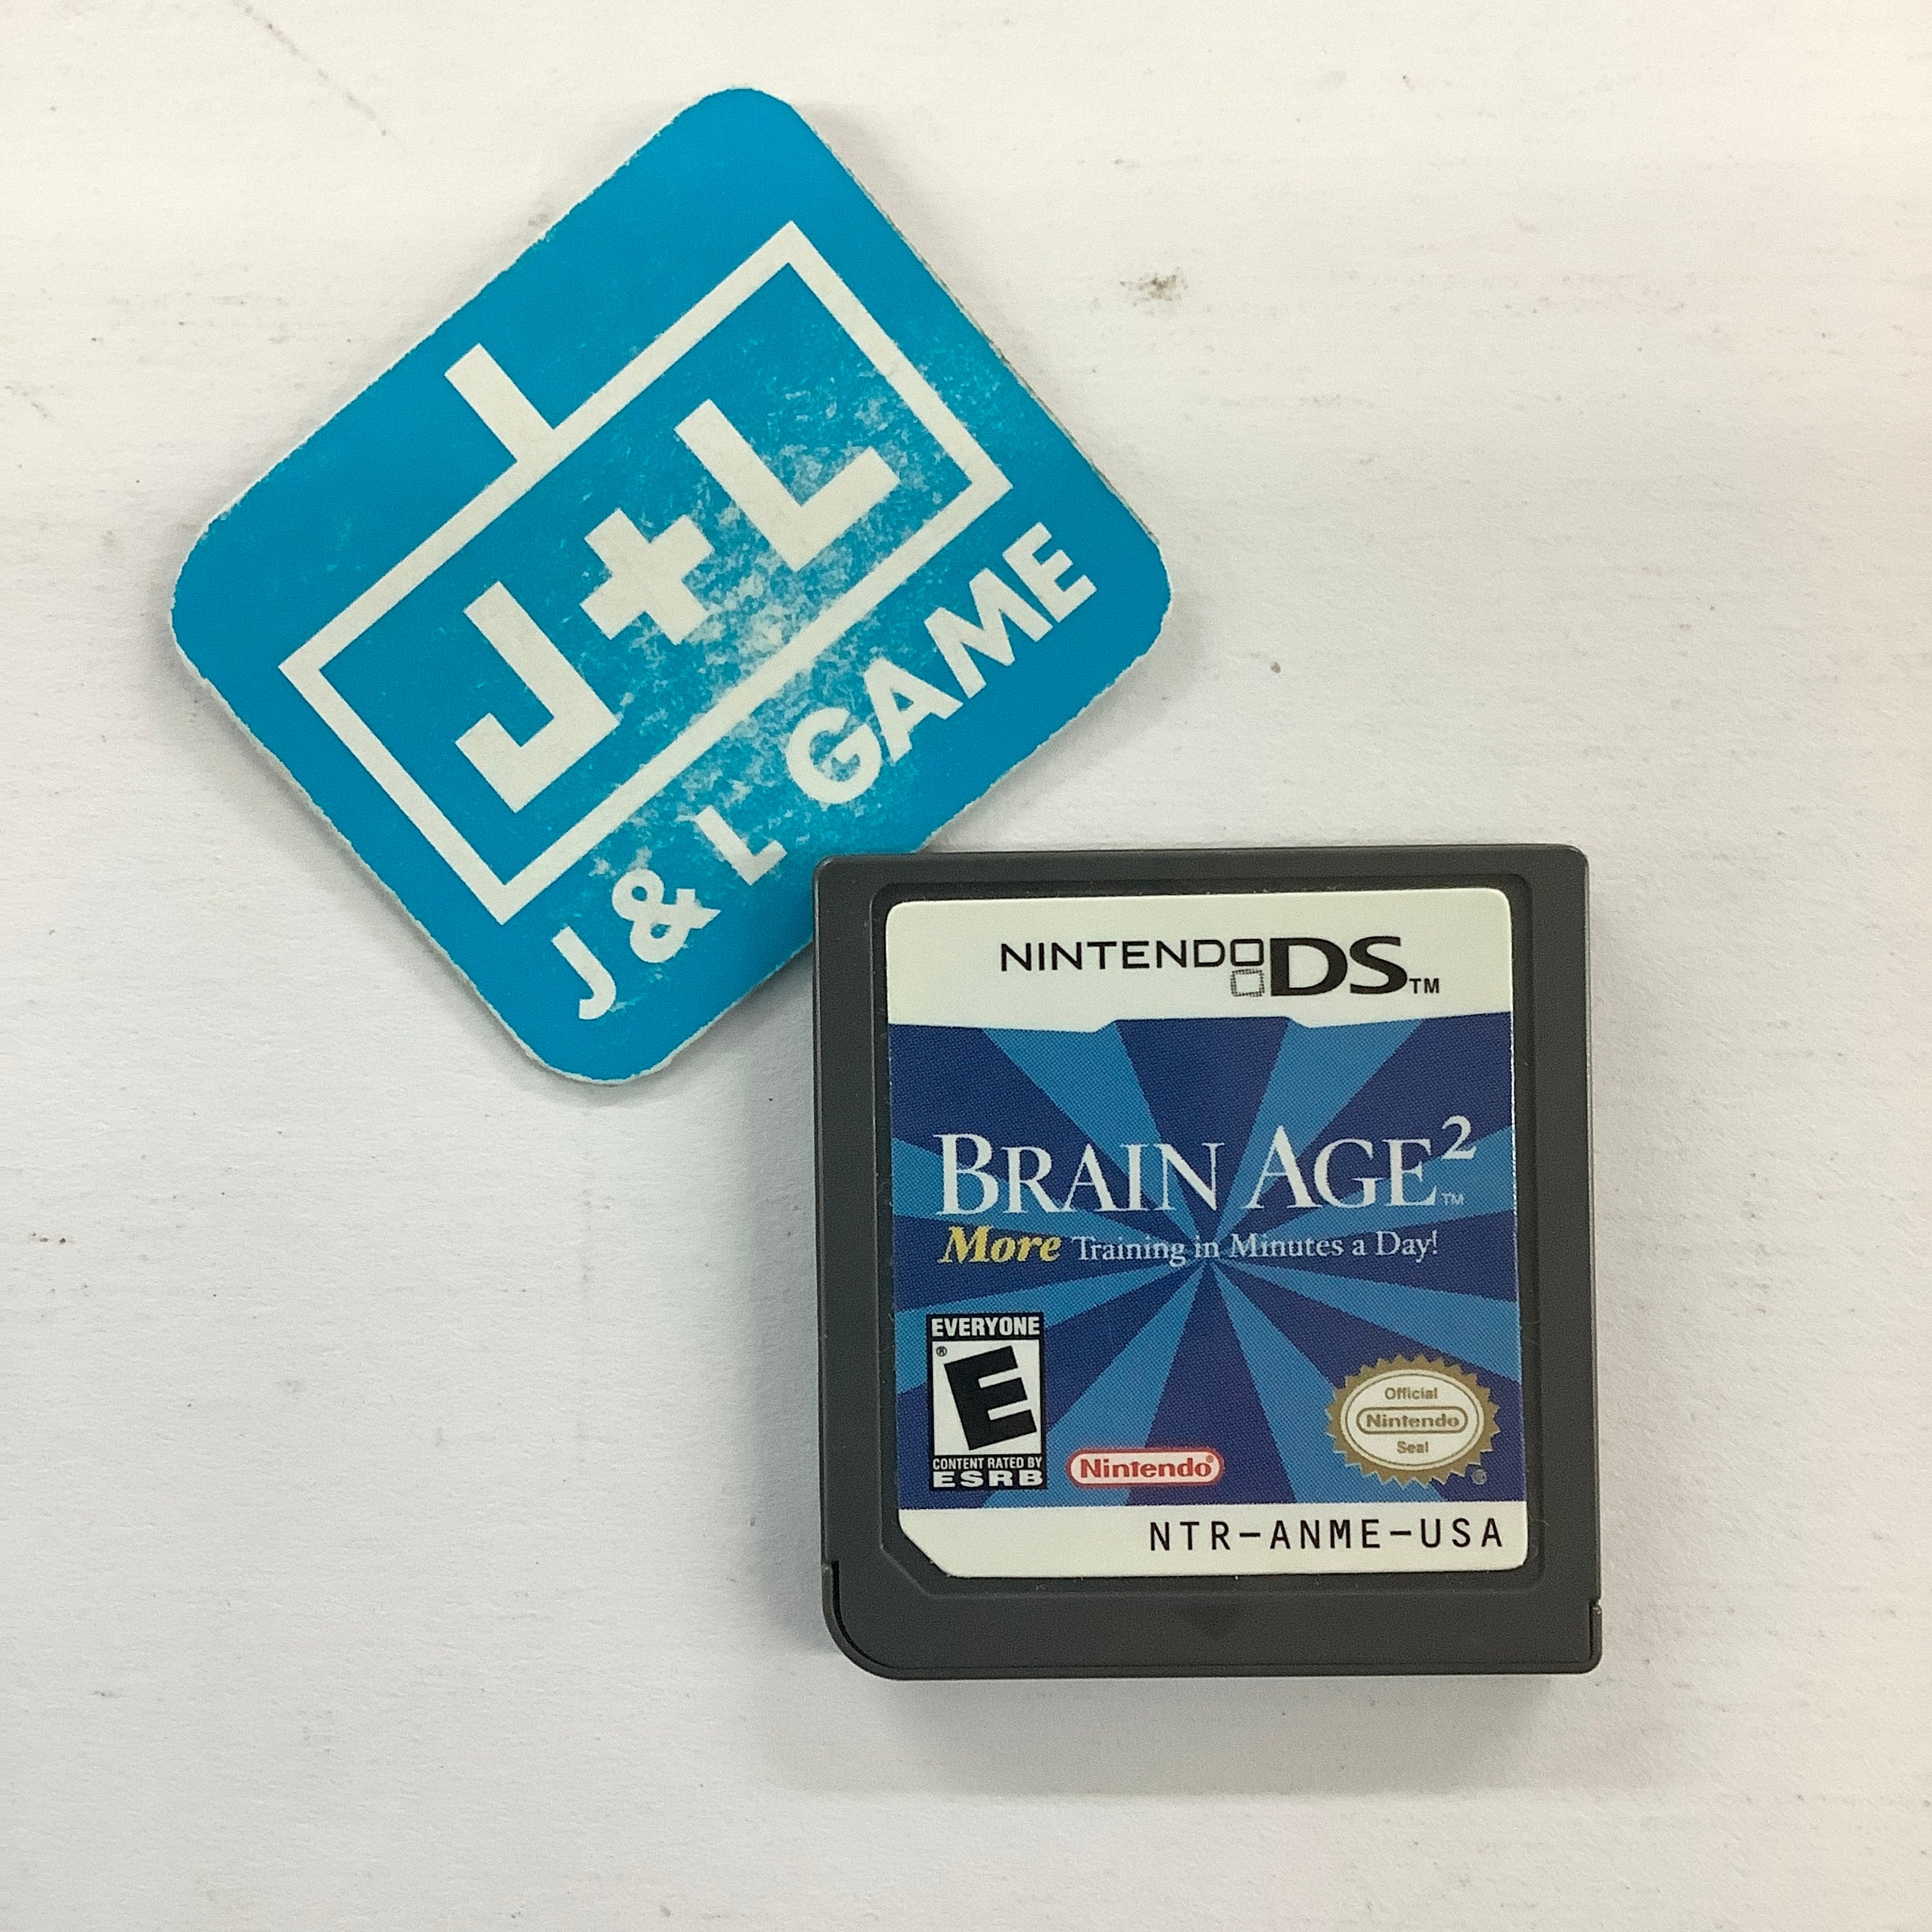 J+L
J & L GAME
NINTENDO DS™
BRAIN AGE²™
More Training in Minutes a Day!
EVERYONE
E®
CONTENT RATED BY
ESRB
Nintendo®
Official
Nintendo
Seal
®
NTR-ANME-USA